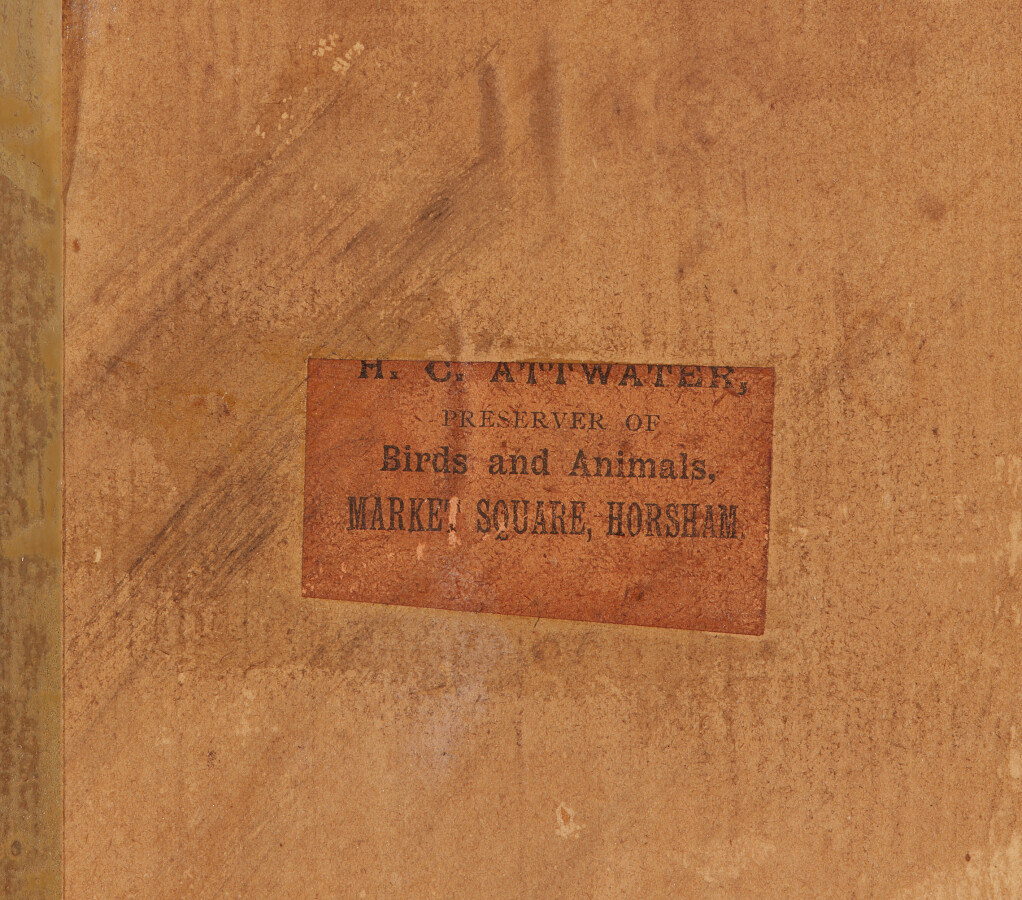 H. C. ATTWATER,
PRESERVER OF
Birds and Animals,
MARKET SQUARE, HORSHAM.